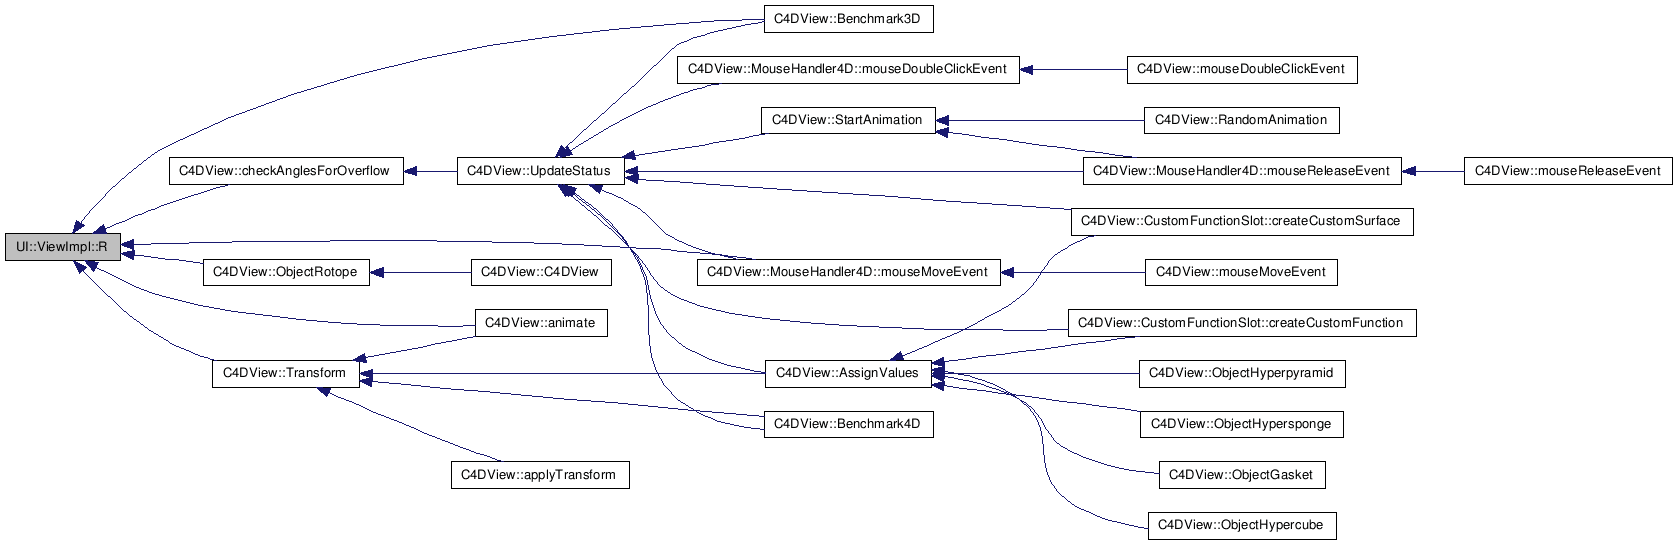 C4DView::Benchmark3D
C4DView::MouseHandler4D::mouseDoubleClickEvent
C4DView::mouseDoubleClickEvent
C4DView::StartAnimation
C4DView::RandomAnimation
C4DView::checkAnglesForOverflow
C4DView::UpdateStatus
C4DView::MouseHandler4D::mouseReleaseEvent
C4DView::mouseReleaseEvent
C4DView::CustomFunctionSlot::createCustomSurface
UI::ViewImpl::R
C4DView::ObjectRotope
C4DView::C4DView
C4DView::MouseHandler4D::mouseMoveEvent
C4DView::mouseMoveEvent
C4DView::animate
C4DView::CustomFunctionSlot::createCustomFunction
C4DView::Transform
C4DView::AssignValues
C4DView::ObjectHyperpyramid
C4DView::Benchmark4D
C4DView::ObjectHypersponge
C4DView::applyTransform
C4DView::ObjectGasket
C4DView::ObjectHypercube